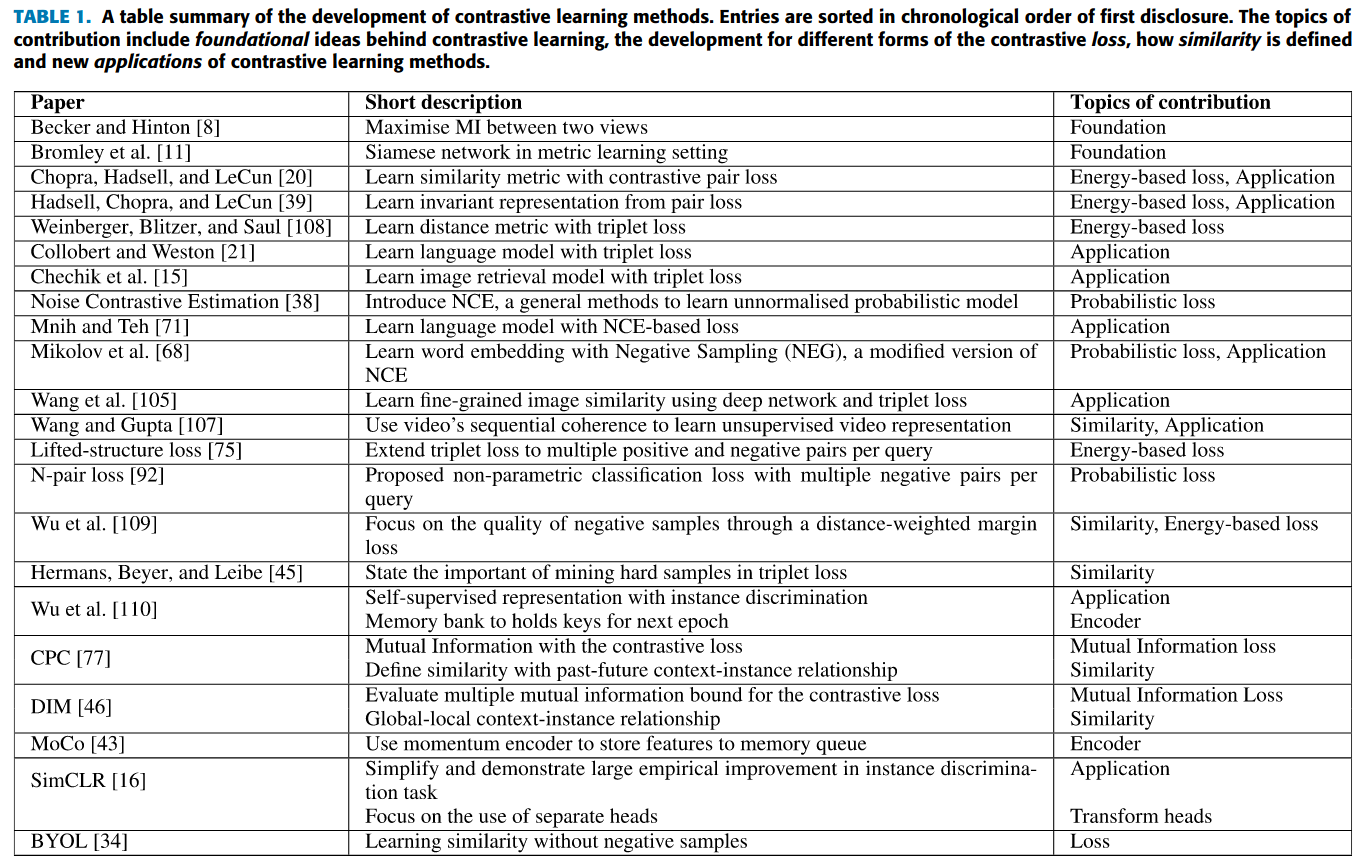 TABLE 1. A table summary of the development of contrastive learning methods. Entries are sorted in chronological order of first disclosure. The topics of
contribution include foundational ideas behind contrastive learning, the development for different forms of the contrastive loss, how similarity is defined
and new applications of contrastive learning methods.
Paper Short description Topics of contribution
Becker and Hinton [8] Maximise MI between two views Foundation
Bromley et al. [11] Siamese network in metric learning setting Foundation
Chopra, Hadsell, and LeCun [20] Learn similarity metric with contrastive pair loss Energy-based loss, Application
Hadsell, Chopra, and LeCun [39] Learn invariant representation from pair loss Energy-based loss, Application
Weinberger, Blitzer, and Saul [108] Learn distance metric with triplet loss Energy-based loss
Collobert and Weston [21] Learn language model with triplet loss Application
Chechik et al. [15] Learn image retrieval model with triplet loss Application
Noise Contrastive Estimation [38] Introduce NCE, a general methods to learn unnormalised probabilistic model Probabilistic loss
Mnih and Teh [71] Learn language model with NCE-based loss Application
Mikolov et al. [68] Learn word embedding with Negative Sampling (NEG), a modified version of Probabilistic loss, Application
NCE
Wang et al. [105] Learn fine-grained image similarity using deep network and triplet loss Application
Wang and Gupta [107] Use video's sequential coherence to learn unsupervised video representation Similarity, Application
Lifted-structure loss [75] Extend triplet loss to multiple positive and negative pairs per query Energy-based loss
N-pair loss [92] Proposed non-parametric classification loss with multiple negative pairs per Probabilistic loss
query
Wu et al. [109] Focus on the quality of negative samples through a distance-weighted margin Similarity, Energy-based loss
loss
Hermans, Beyer, and Leibe [45] State the important of mining hard samples in triplet loss Similarity
Wu et al. [110] Self-supervised representation with instance discrimination Application
Memory bank to holds keys for next epoch Encoder
CPC [77] Mutual Information with the contrastive loss Mutual Information loss
Define similarity with past-future context-instance relationship Similarity
DIM [46] Evaluate multiple mutual information bound for the contrastive loss Mutual Information Loss
Global-local context-instance relationship Similarity
MoCo [43] Use momentum encoder to store features to memory queue Encoder
SimCLR [16] Simplify and demonstrate large empirical improvement in instance discrimina- Application
tion task
Focus on the use of separate heads Transform heads
BYOL [34] Learning similarity without negative samples Loss